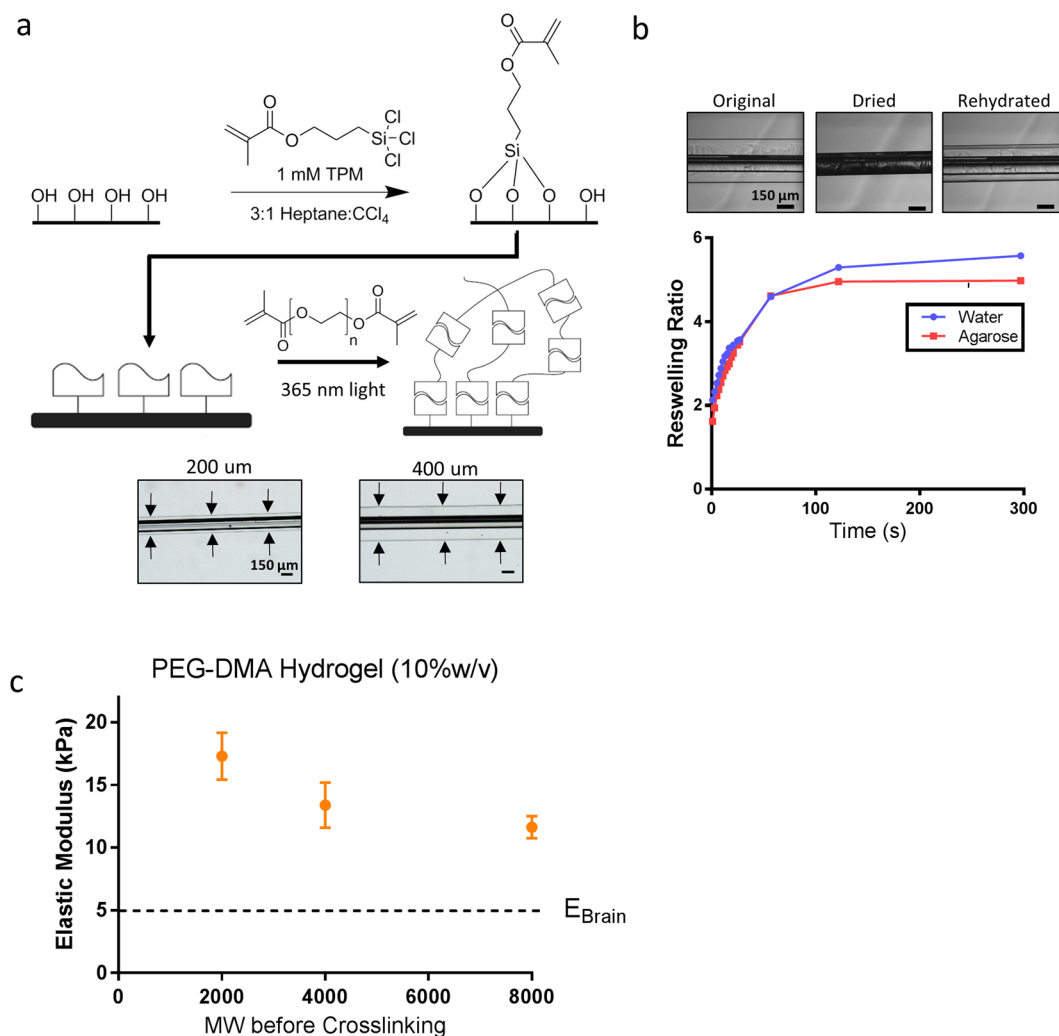 a
O
O
Si
Cl
Cl
Cl
1 mM TPM
3:1 Heptane:CCl₄
OH OH OH OH
O
O
Si
O O O OH
O
O
n
O
O
365 nm light
200 um
150 μm
400 um
b
Original Dried Rehydrated
150 μm
Reswelling Ratio
6
4
2
0
0 100 200 300
Time (s)
Water
Agarose
c
PEG-DMA Hydrogel (10%w/v)
Elastic Modulus (kPa)
20
15
10
5
0
E_Brain
0 2000 4000 6000 8000
MW before Crosslinking